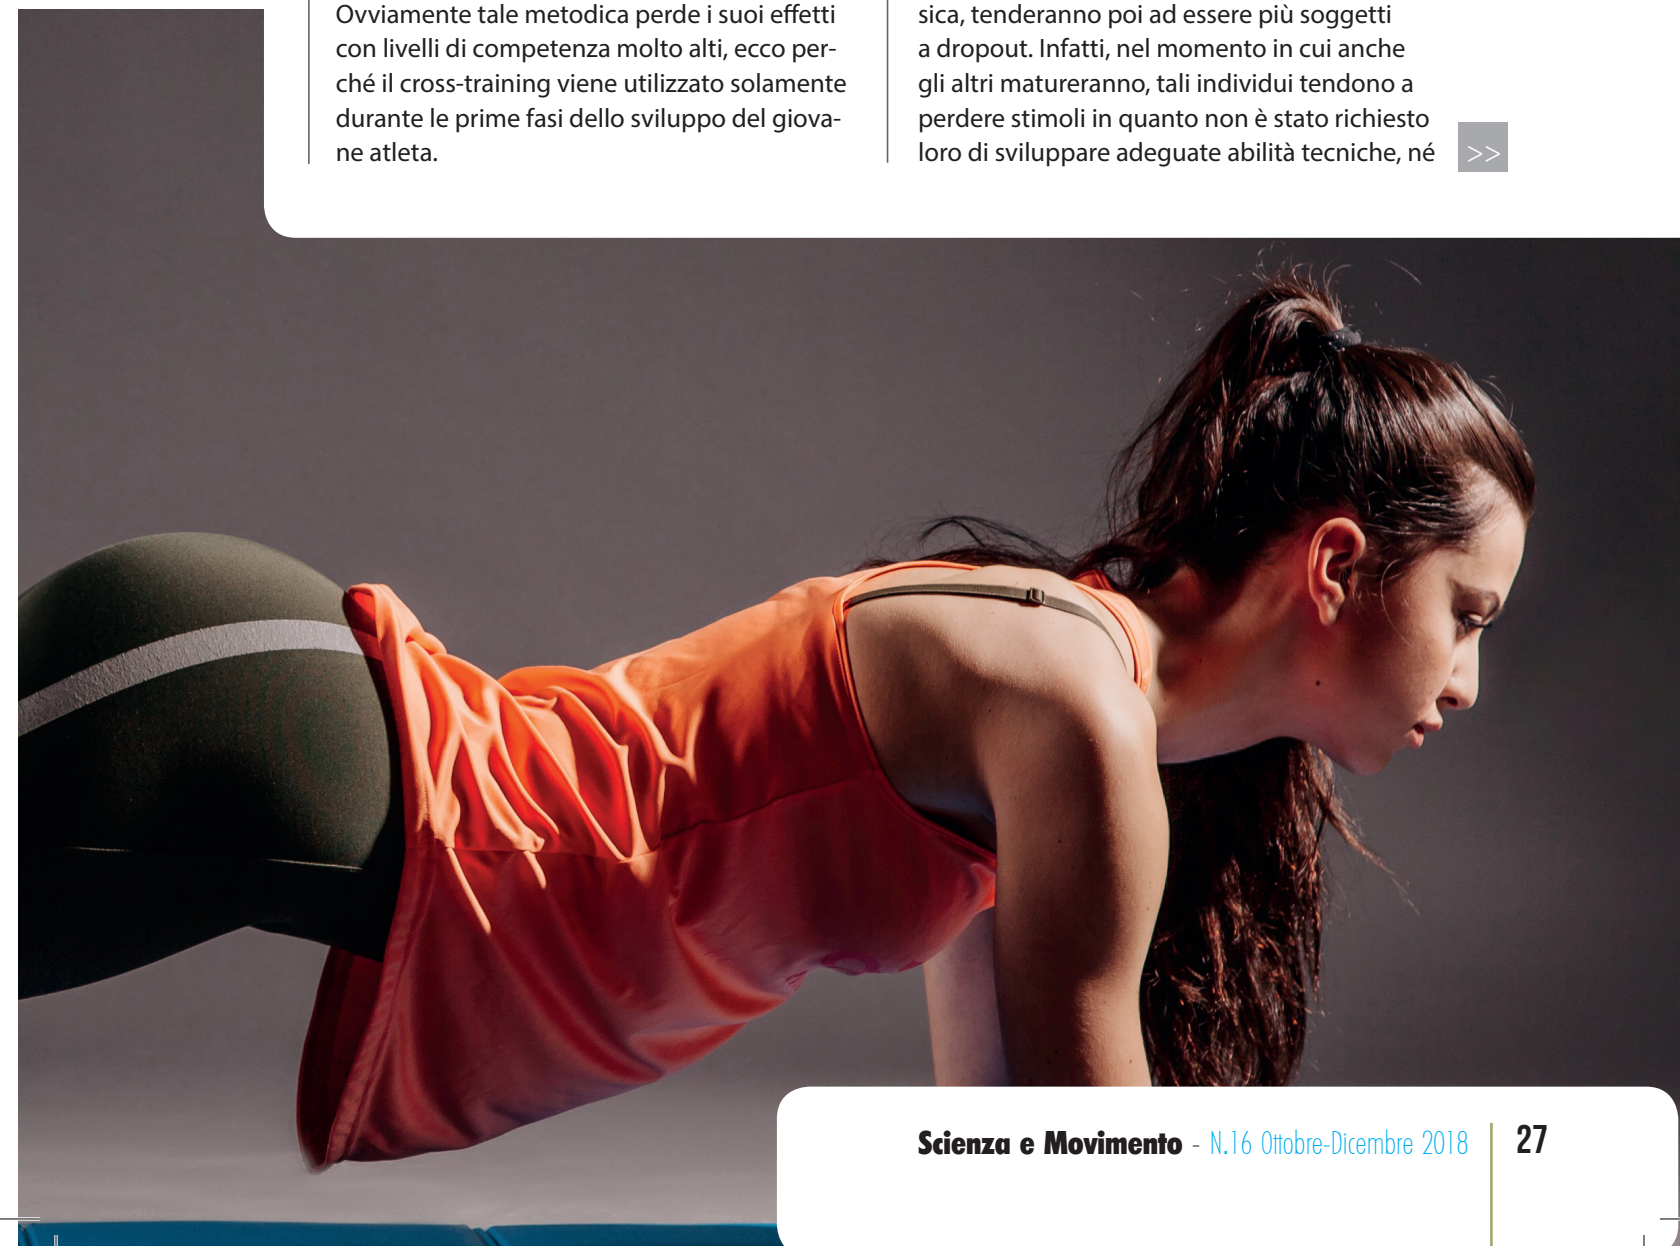 Ovviamente tale metodica perde i suoi effetti
con livelli di competenza molto alti, ecco per-
ché il cross-training viene utilizzato solamente
durante le prime fasi dello sviluppo del giova-
ne atleta.
sica, tenderanno poi ad essere più soggetti
a dropout. Infatti, nel momento in cui anche
gli altri matureranno, tali individui tendono a
perdere stimoli in quanto non è stato richiesto
loro di sviluppare adeguate abilità tecniche, né
>>
Scienza e Movimento - N.16 Ottobre-Dicembre 2018 27